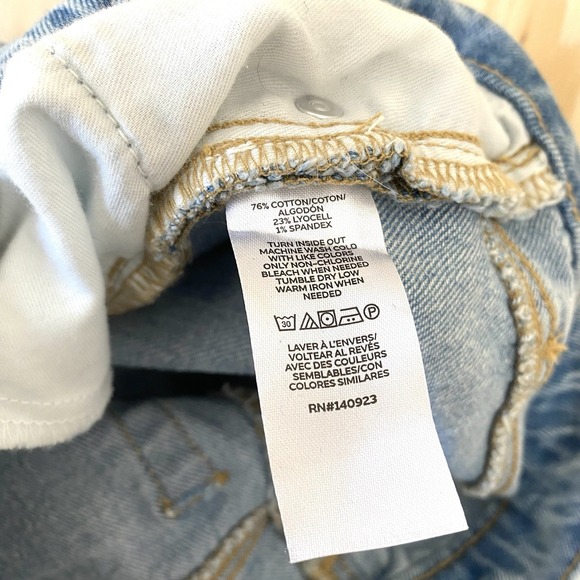 76% COTTON/COTON/
ALGODÓN
23% LYOCELL
1% SPANDEX
TURN INSIDE OUT
MACHINE WASH COLD
WITH LIKE COLORS
ONLY NON-CHLORINE
BLEACH WHEN NEEDED
TUMBLE DRY LOW
WARM IRON WHEN
NEEDED
30 P
LAVER À L'ENVERS/
VOLTEAR AL REVÉS
AVEC DES COULEURS
SEMBLABLES/CON
COLORES SIMILARES
RN#140923